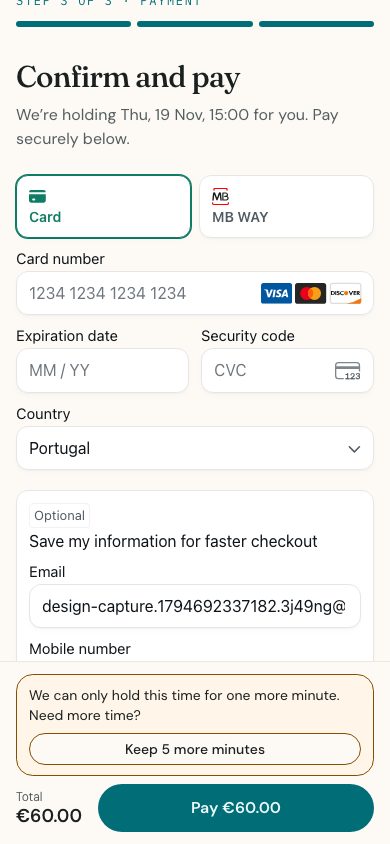 STEP 3 OF 3 · PAYMENT
Confirm and pay
We’re holding Thu, 19 Nov, 15:00 for you. Pay
securely below.
MB
Card
MB WAY
Card number
1234 1234 1234 1234
VISA
DISCOVER
Expiration date
Security code
MM / YY
CVC
123
Country
Portugal
Optional
Save my information for faster checkout
Email
design-capture.1794692337182.3j49ng@
Mobile number
We can only hold this time for one more minute.
Need more time?
Keep 5 more minutes
Total
€60.00
Pay €60.00